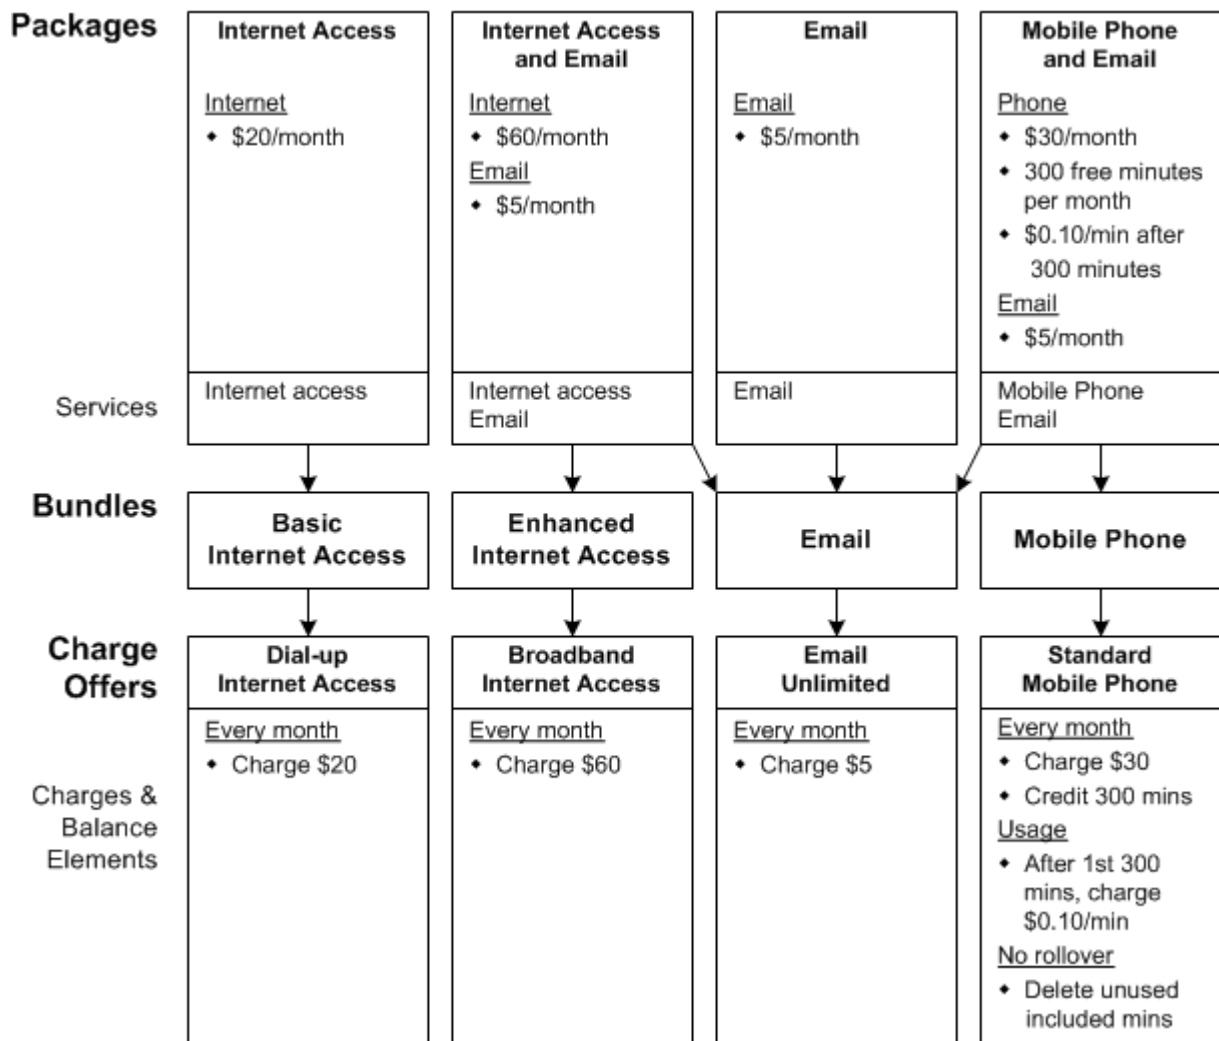 Packages
Internet Access
Internet
◆ $20/month
Internet Access
and Email
Internet
◆ $60/month
Email
◆ $5/month
Email
Email
◆ $5/month
Mobile Phone
and Email
Phone
◆ $30/month
◆ 300 free minutes
per month
◆ $0.10/min after
300 minutes
Email
◆ $5/month
Services
Internet access
Internet access
Email
Email
Mobile Phone
Email
Bundles
Basic
Internet Access
Enhanced
Internet Access
Email
Mobile Phone
Charge
Offers
Dial-up
Internet Access
Broadband
Internet Access
Email
Unlimited
Standard
Mobile Phone
Charges &
Balance
Elements
Every month
◆ Charge $20
Every month
◆ Charge $60
Every month
◆ Charge $5
Every month
◆ Charge $30
◆ Credit 300 mins
Usage
◆ After 1st 300
mins, charge
$0.10/min
No rollover
◆ Delete unused
included mins